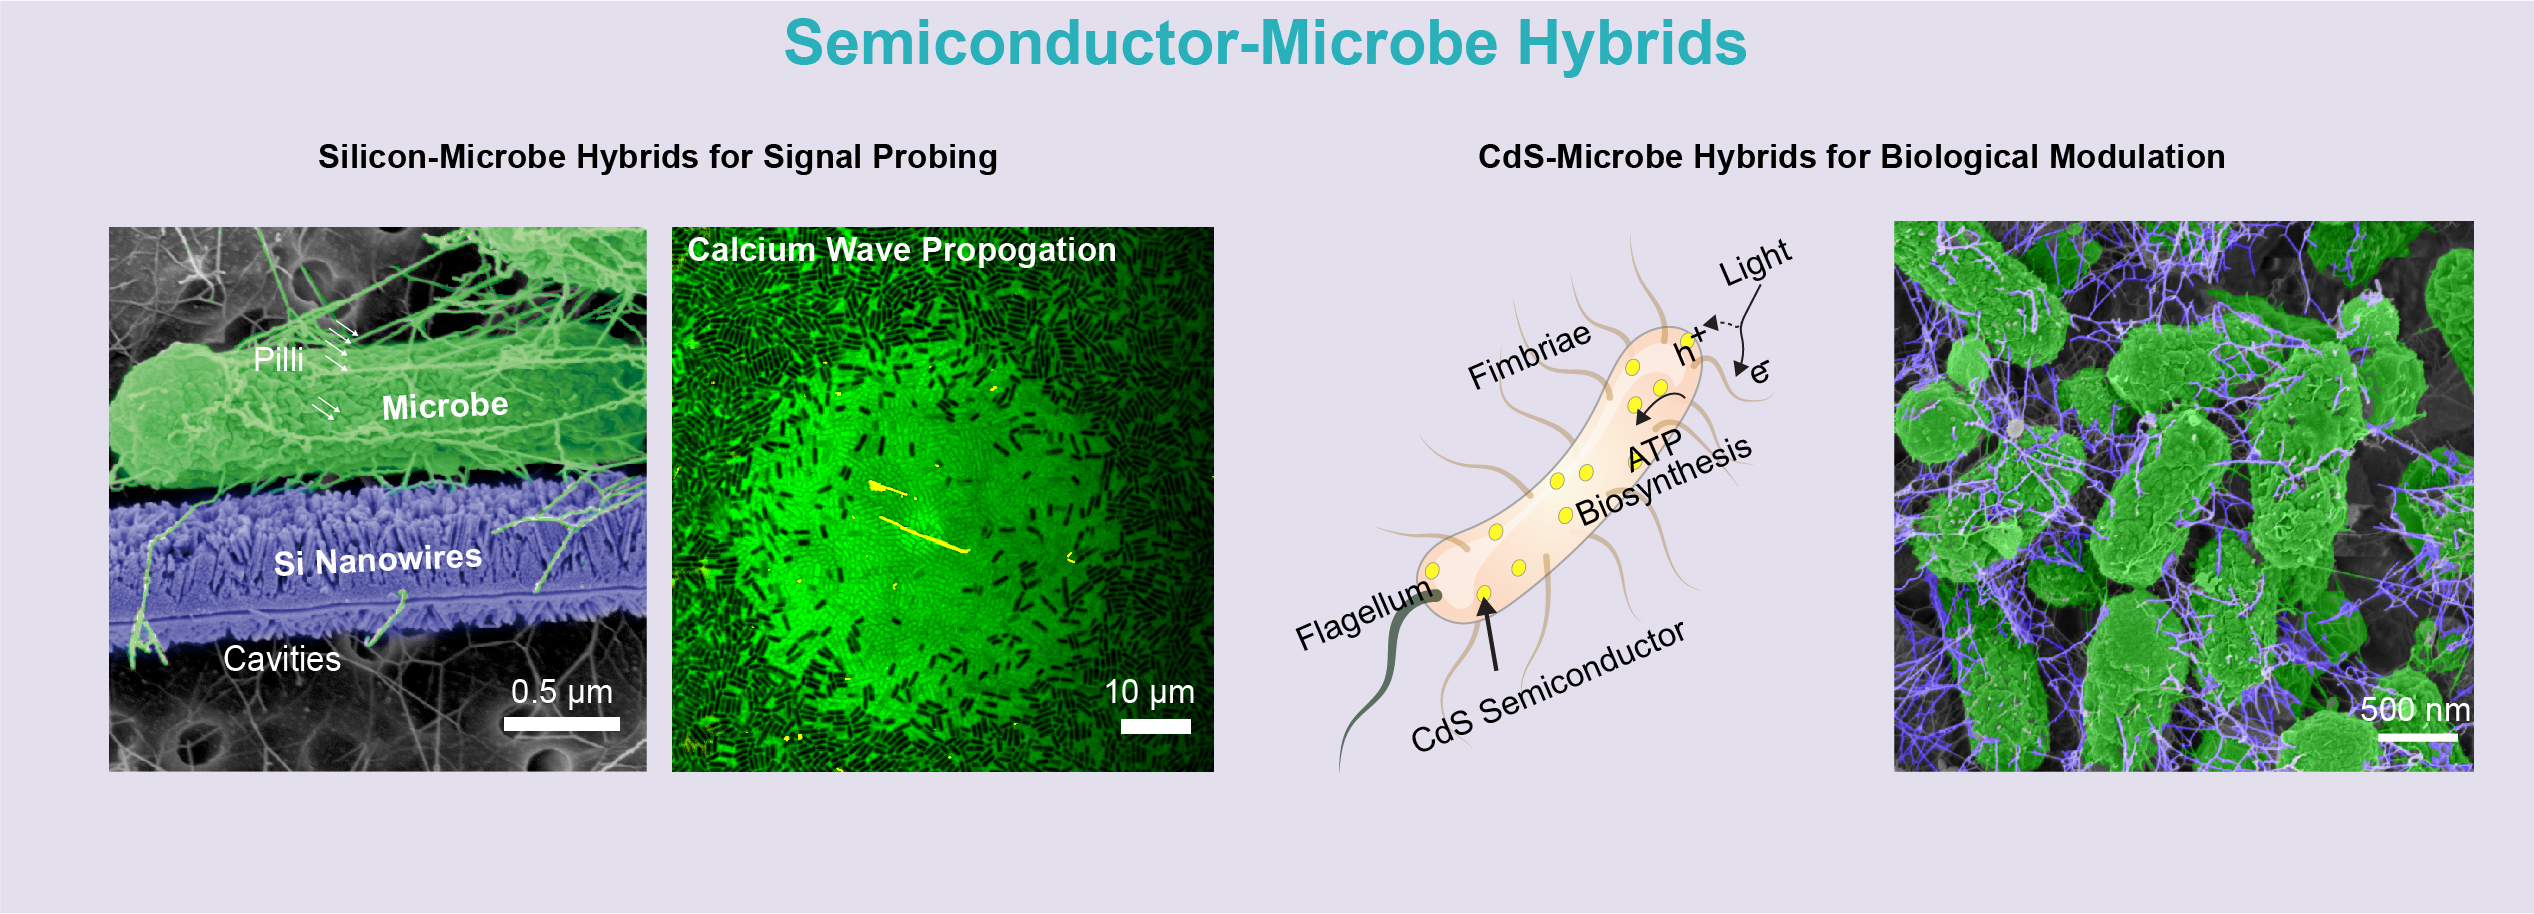 Semiconductor-Microbe Hybrids
Silicon-Microbe Hybrids for Signal Probing
CdS-Microbe Hybrids for Biological Modulation
Pilli
Microbe
Si Nanowires
Cavities
0.5 µm
Calcium Wave Propogation
10 µm
Light
h+
e-
Fimbriae
ATP
Biosynthesis
Flagellum
CdS Semiconductor
500 nm